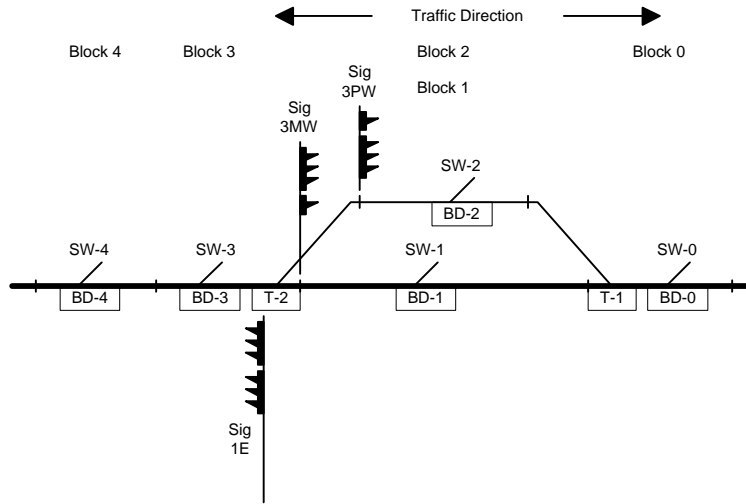 Traffic Direction
Block 4
Block 3
Block 2
Block 0
Block 1
Sig
3PW
Sig
3MW
SW-2
BD-2
SW-4
SW-3
SW-1
SW-0
BD-4
BD-3
T-2
BD-1
T-1
BD-0
Sig
1E